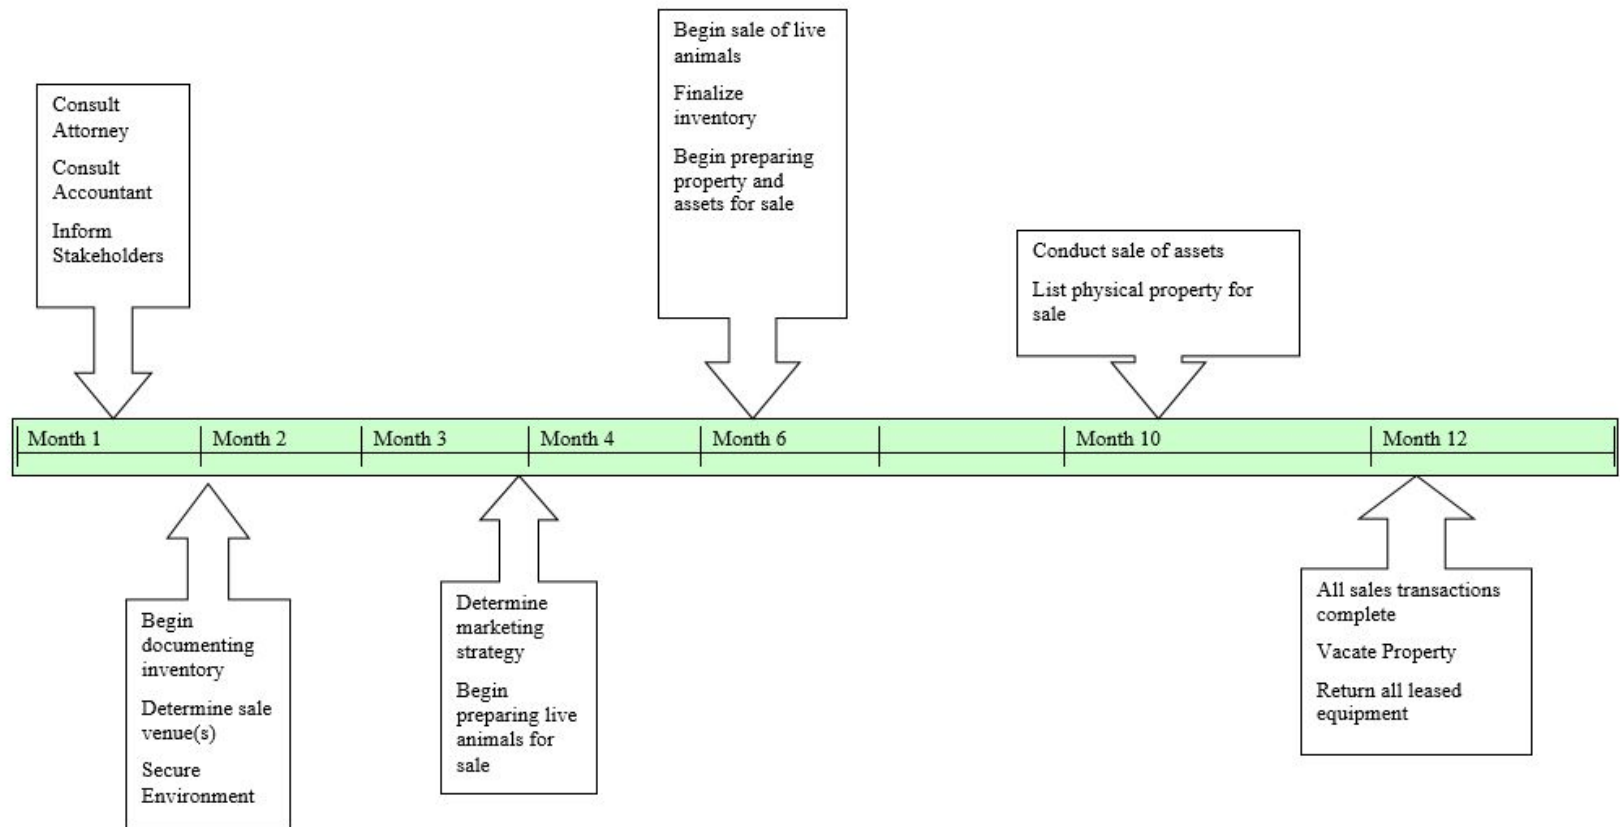 Begin sale of live
animals
Finalize
inventory
Begin preparing
property and
assets for sale
Consult
Attorney
Consult
Accountant
Inform
Stakeholders
Conduct sale of assets
List physical property for
sale
Month 1
Month 2
Month 3
Month 4
Month 6
Month 10
Month 12
Begin
documenting
inventory
Determine sale
venue(s)
Secure
Environment
Determine
marketing
strategy
Begin
preparing live
animals for
sale
All sales transactions
complete
Vacate Property
Return all leased
equipment